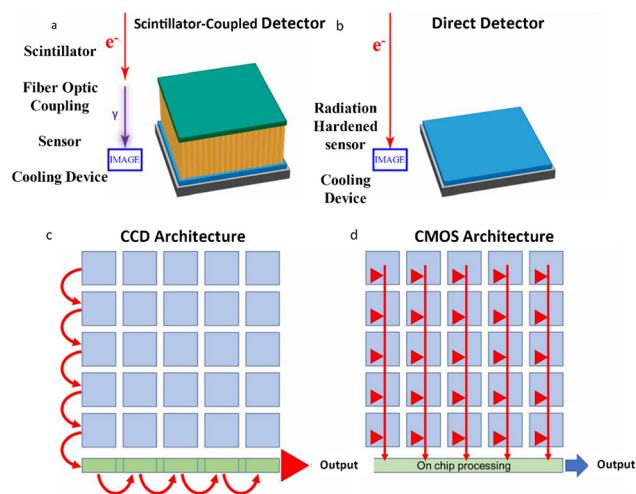 a
Scintillator-Coupled Detector
e-
Scintillator
Fiber Optic
Coupling
γ
Sensor
IMAGE
Cooling Device
b
Direct Detector
e-
Radiation
Hardened
sensor
IMAGE
Cooling
Device
c
CCD Architecture
Output
d
CMOS Architecture
On chip processing
Output